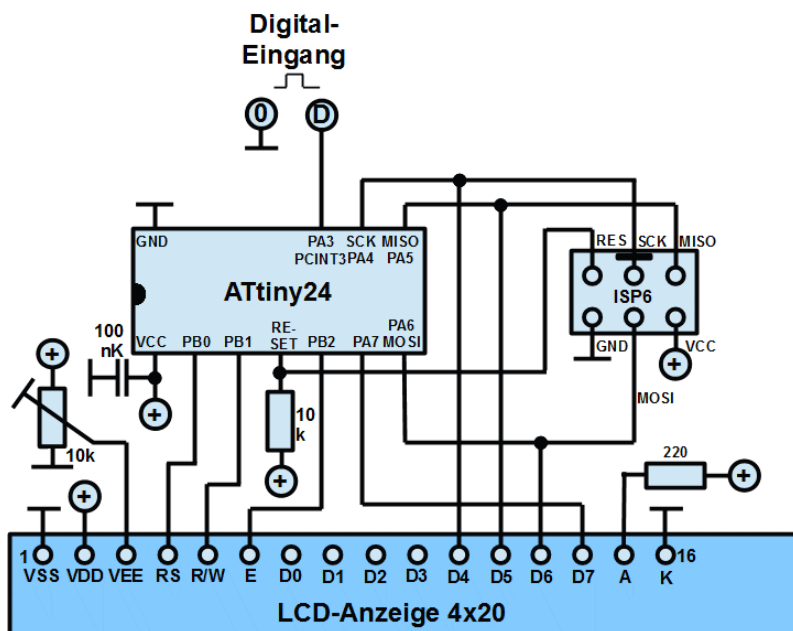 Digital-
Eingang
0 D
GND PA3 SCK MISO
PCINT3 PA4 PA5
RES SCK MISO
ATtiny24
ISP6
100
nK
VCC PB0 PB1 RE-
SET PB2 PA7 PA6
MOSI
GND VCC
MOSI
+
+
10
k
10k
+
+
220
+
+
1 16
VSS VDD VEE RS R/W E D0 D1 D2 D3 D4 D5 D6 D7 A K
LCD-Anzeige 4x20